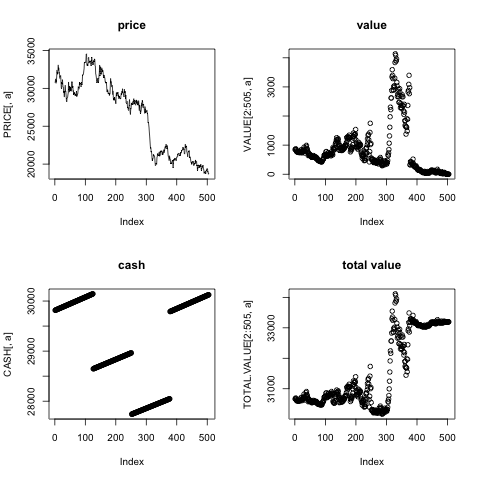 price
PRICE[, a]
20000 25000 30000 35000
0 100 200 300 400 500
Index
value
VALUE[2:505, a]
0 1000 3000
0 100 200 300 400 500
Index
cash
CASH[, a]
28000 29000 30000
0 100 200 300 400 500
Index
total value
TOTAL.VALUE[2:505, a]
31000 33000
0 100 200 300 400 500
Index